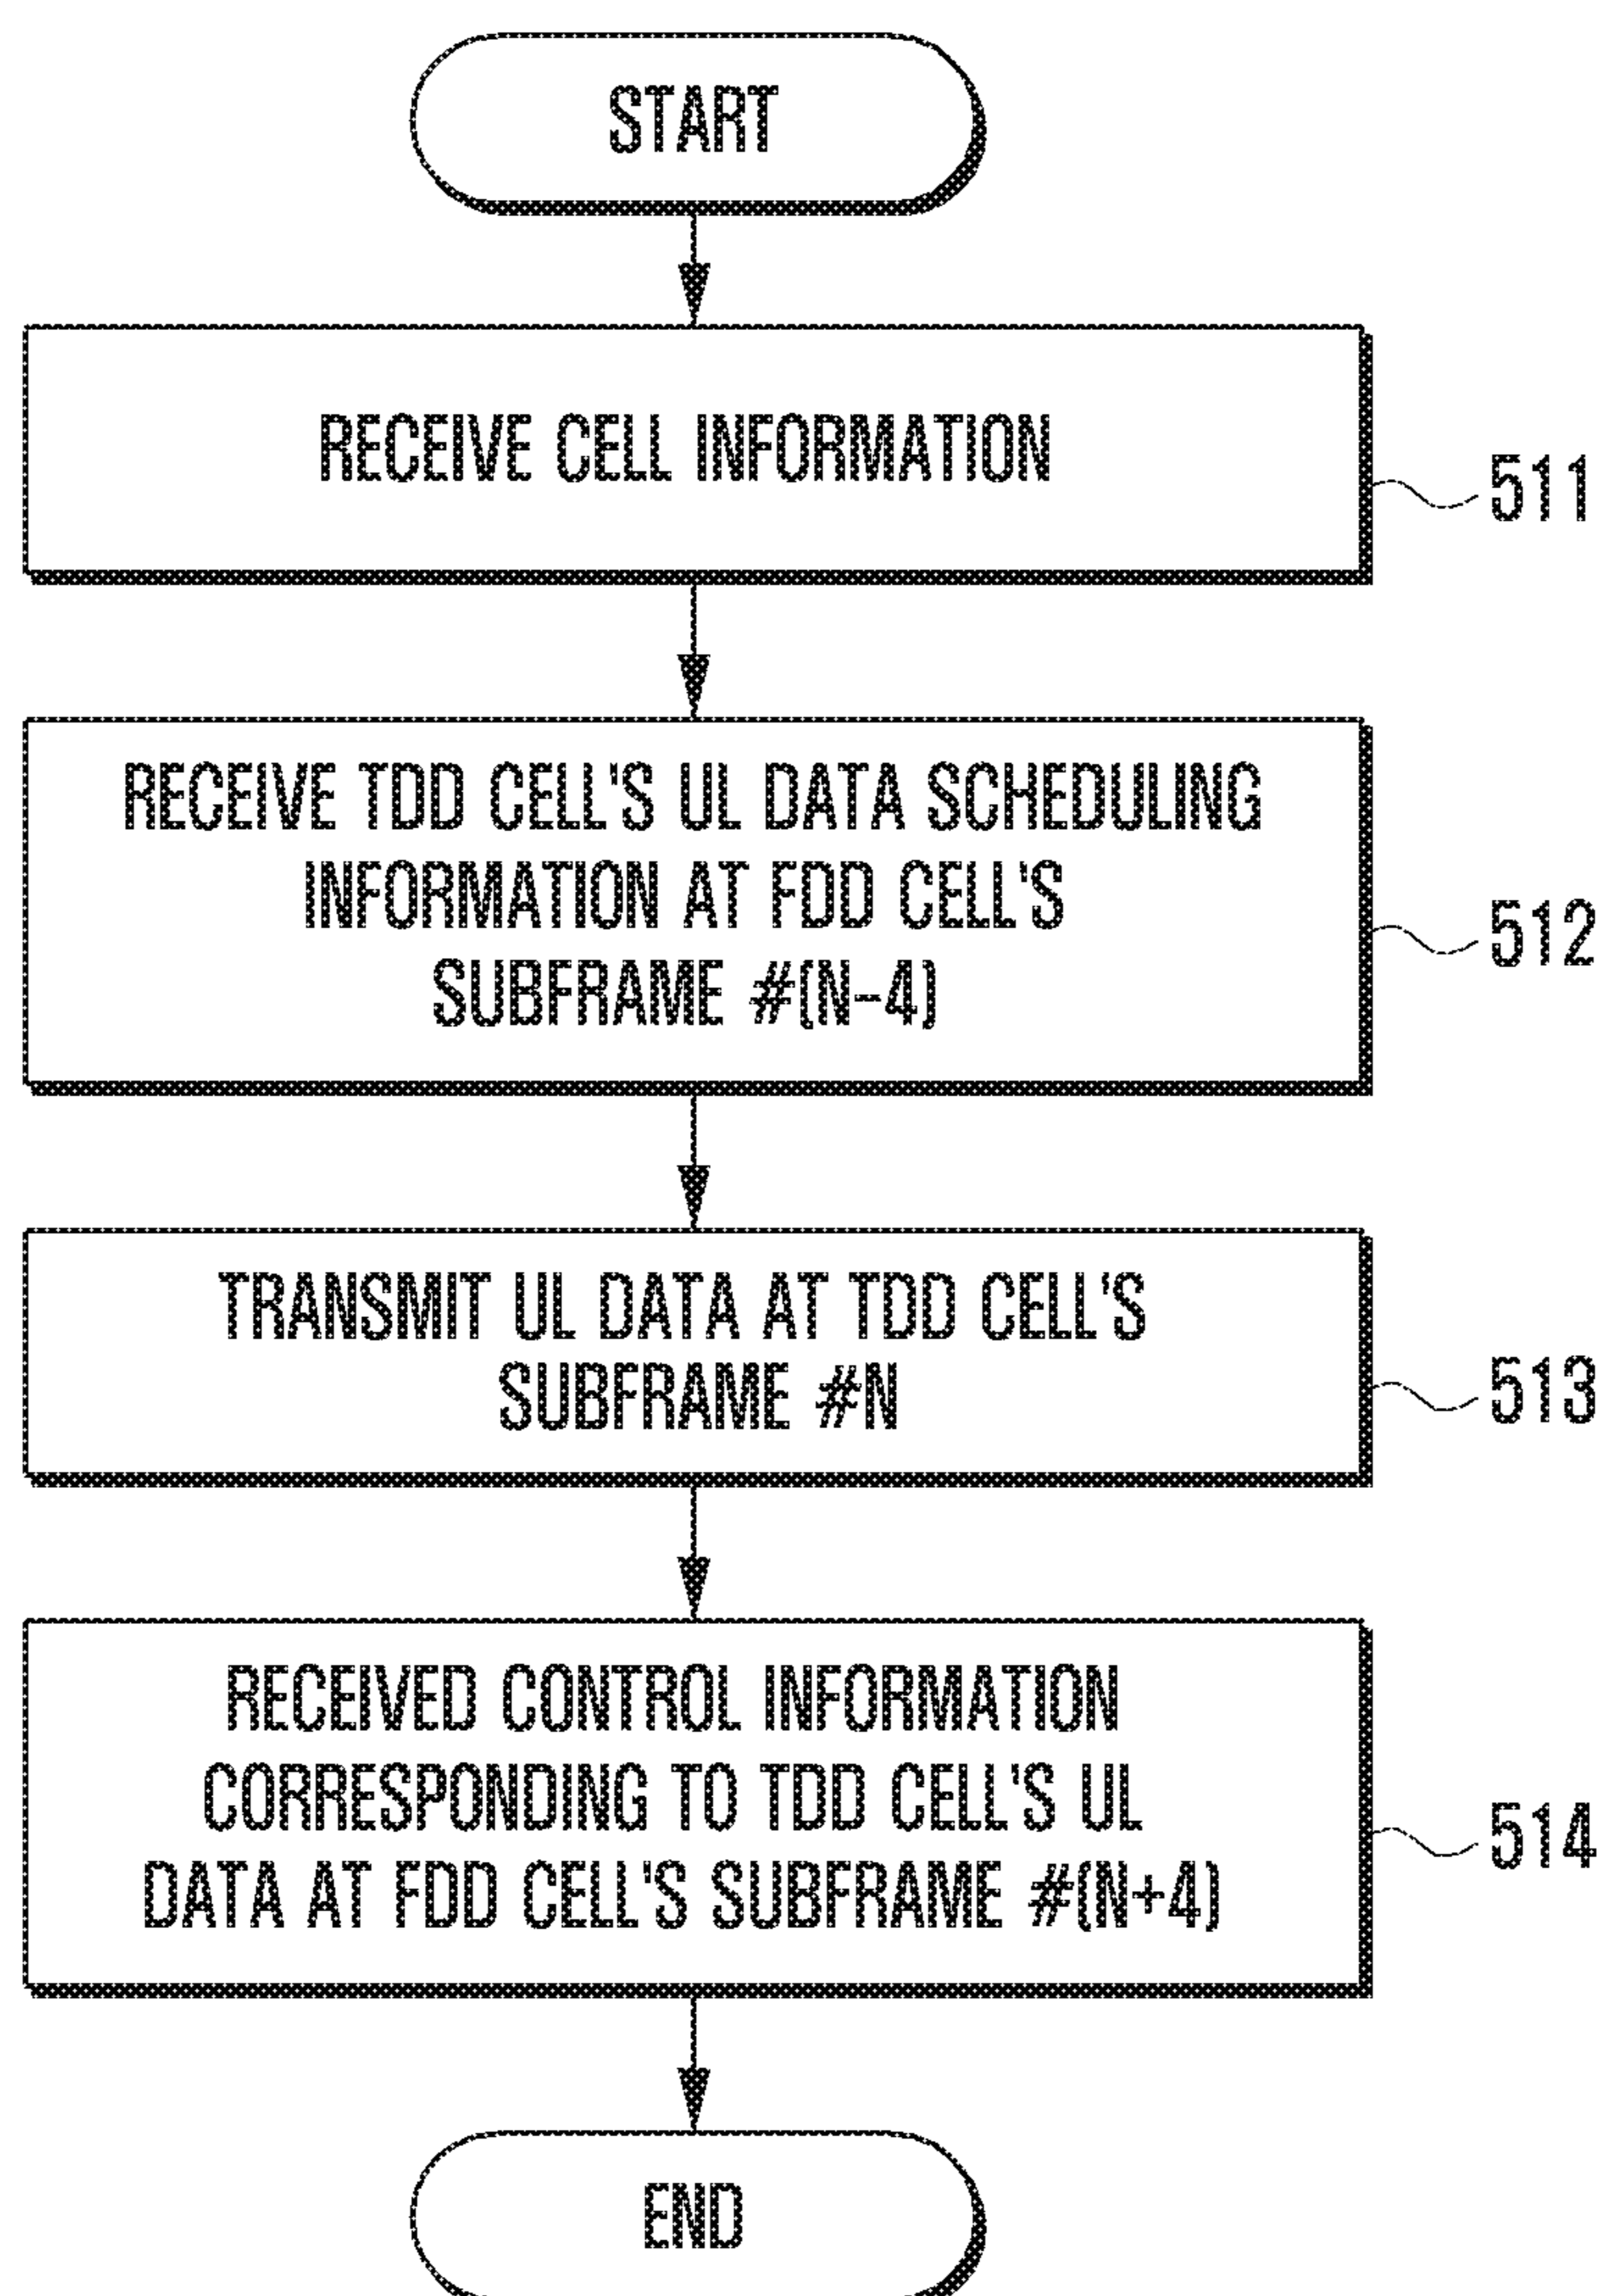 START
RECEIVE CELL INFORMATION
511
RECEIVE TDD CELL'S UL DATA SCHEDULING
INFORMATION AT FDD CELL'S
SUBFRAME #(N-4)
512
TRANSMIT UL DATA AT TDD CELL'S
SUBFRAME #N
513
RECEIVED CONTROL INFORMATION
CORRESPONDING TO TDD CELL'S UL
DATA AT FDD CELL'S SUBFRAME #(N+4)
514
END